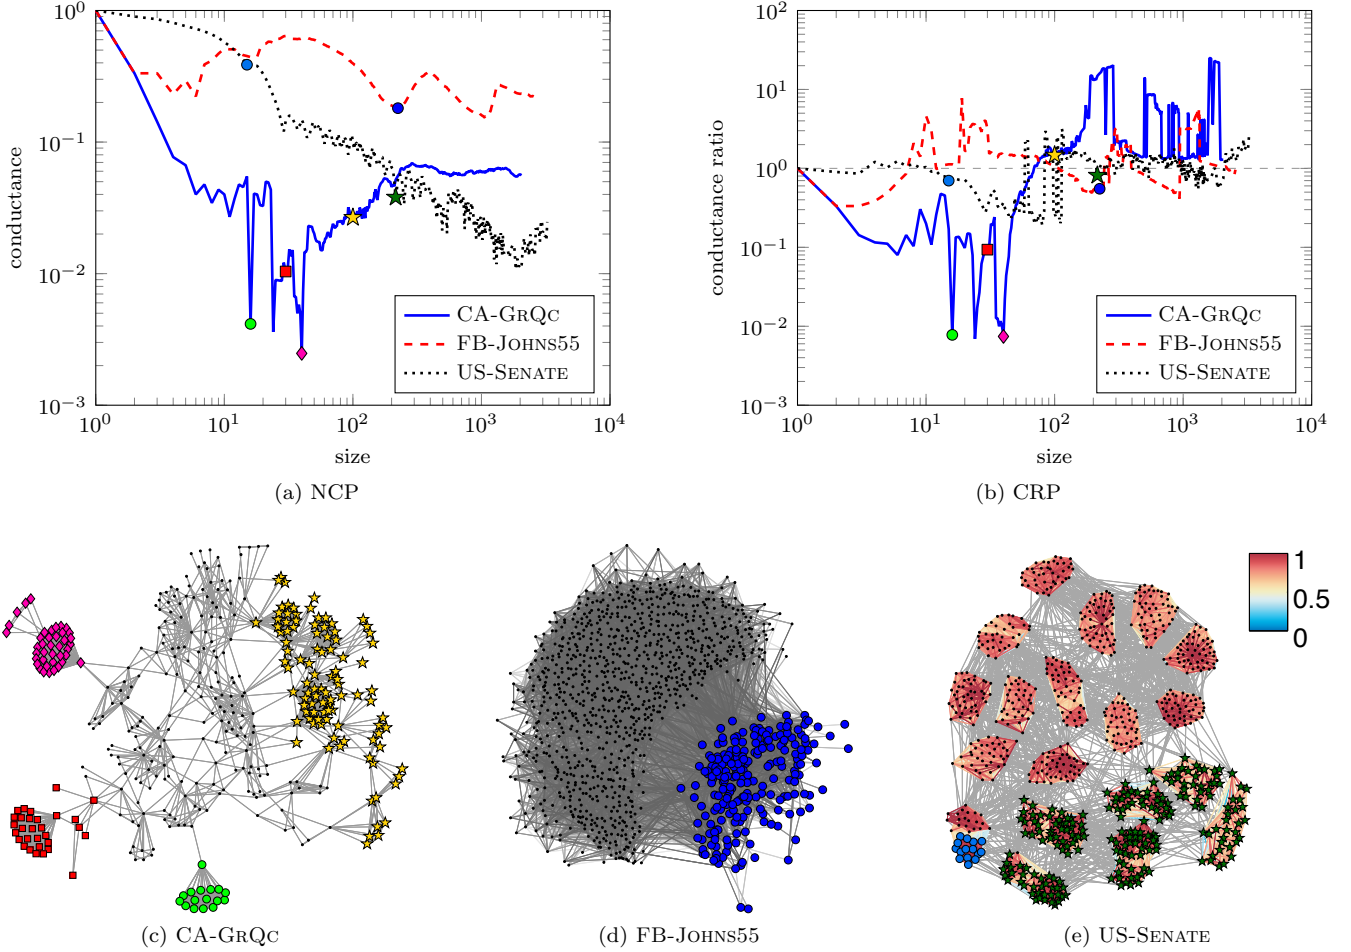 10^0
10^−1
10^−2
10^−3
conductance
10^0 10^1 10^2 10^3 10^4
size
CA-GrQc
FB-Johns55
US-Senate
(a) NCP
10^2
10^1
10^0
10^−1
10^−2
10^−3
conductance ratio
10^0 10^1 10^2 10^3 10^4
size
CA-GrQc
FB-Johns55
US-Senate
(b) CRP
1
0.5
0
(c) CA-GrQc
(d) FB-Johns55
(e) US-Senate